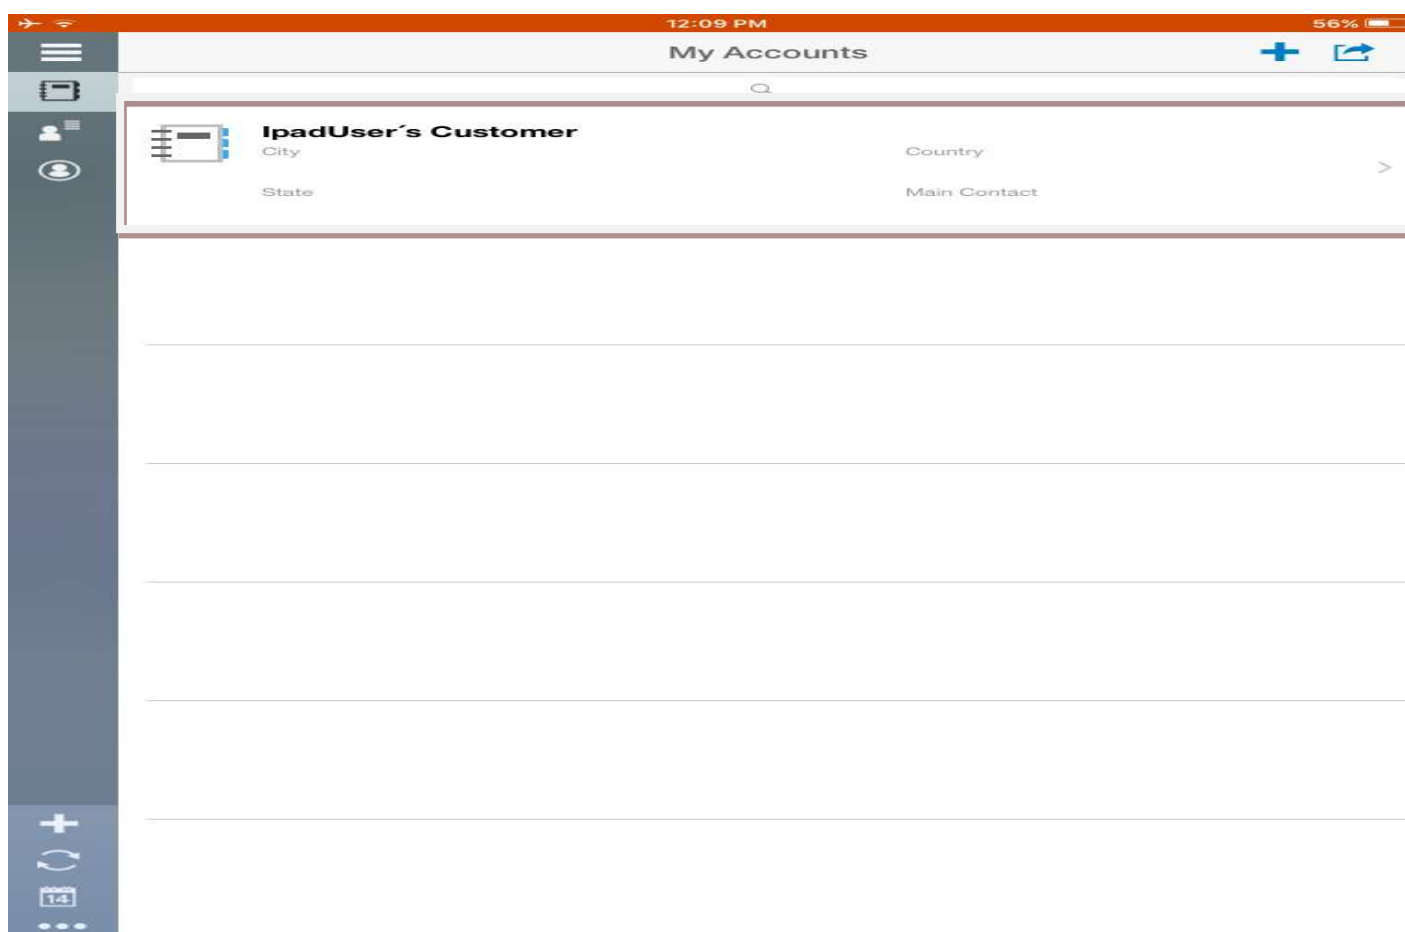 12:09 PM 56%
My Accounts
IpadUser´s Customer
City Country
State Main Contact
14